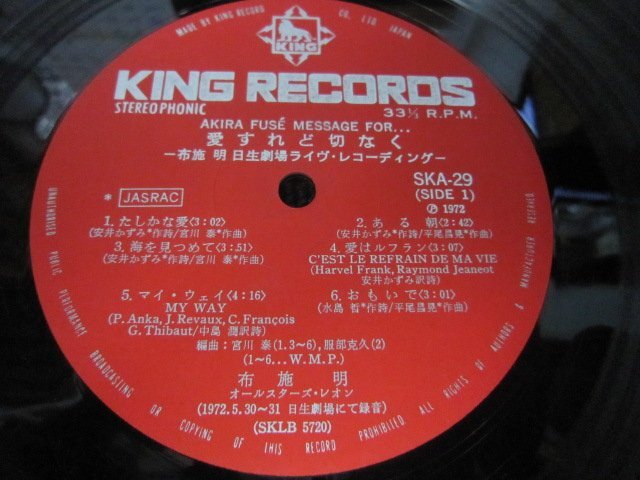 MADE BY KING RECORD CO., LTD. JAPAN
KING
KING RECORDS
STEREOPHONIC
33⅓ R.P.M.
AKIRA FUSÉ MESSAGE FOR...
愛すれど切なく
−布施 明 日生劇場ライヴ・レコーディング−
SKA-29
(SIDE 1)
* JASRAC
Ⓟ 1972
1.たしかな愛<3:02>
(安井かずみ*作詩/宮川 泰*作曲)
2.ある 朝<2:42>
(安井かずみ*作詩/平尾昌晃*作曲)
3.海を見つめて<3:51>
(安井かずみ*作詩/宮川 泰*作曲)
4.愛はルフラン<3:07>
C'EST LE REFRAIN DE MA VIE
(Harvel Frank, Raymond Jeaneot
安井かずみ訳詩)
5.マイ・ウェイ<4:16>
MY WAY
(P. Anka, J. Revaux, C. François
G. Thibaut/中島 潤訳詩)
6.おもいで<3:01>
(水島 哲*作詩/平尾昌晃*作曲)
編曲:宮川 泰(1.3~6),服部克久(2)
(1~6...W.M.P.)
布施 明
オールスターズ・レオン
(1972.5.30~31 日生劇場にて録音)
(SKLB 5720)
UNAUTHORISED PUBLIC PERFORMANCE BROADCASTING OR COPYING OF THIS RECORD PROHIBITED ALL RIGHTS OF AUTHORS & MANUFACTURER RESERVED.